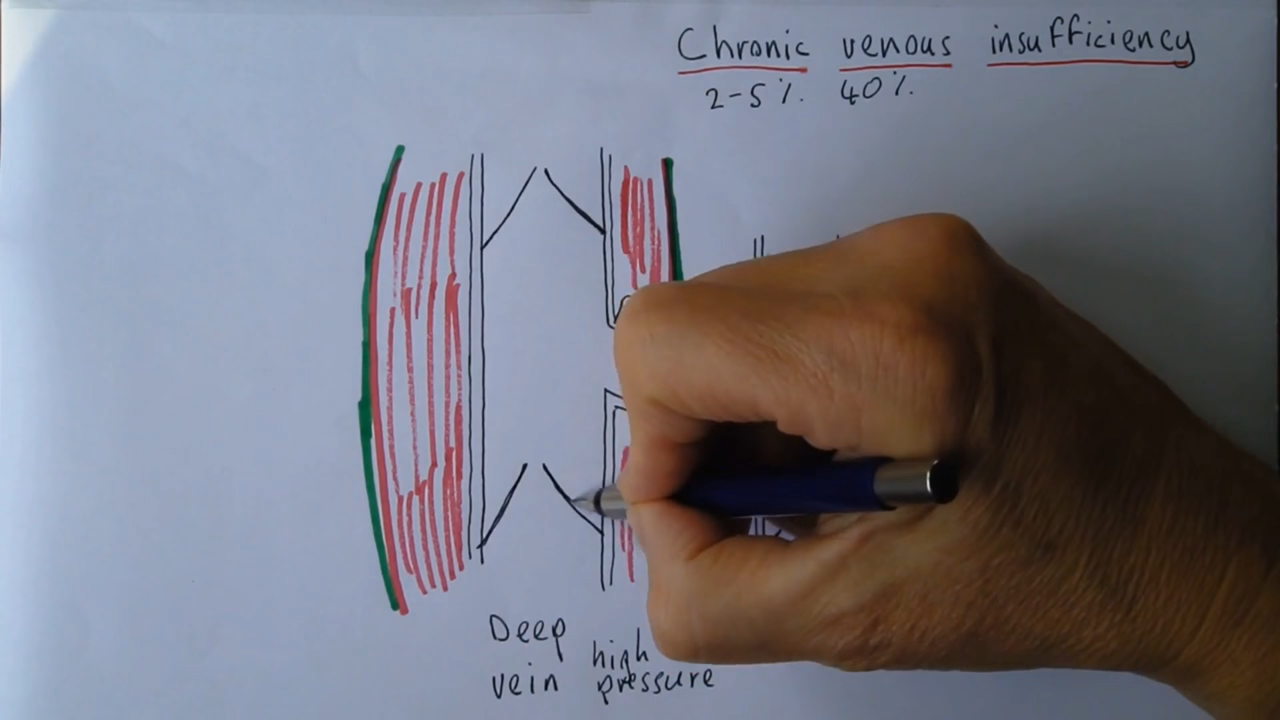 Chronic venous insufficiency
2-5% 40%
Deep
vein
high
pressure